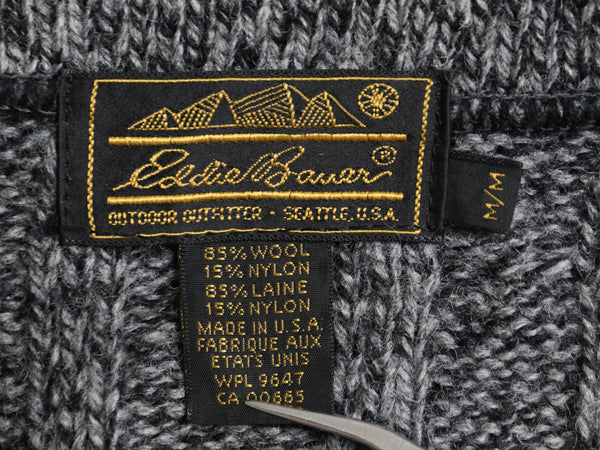 Eddie Bauer®
OUTDOOR OUTFITTER • SEATTLE, U.S.A.
M/M
85% WOOL
15% NYLON
85% LAINE
15% NYLON
MADE IN U.S.A.
FABRIQUE AUX
ETATS UNIS
WPL 9647
CA 00665